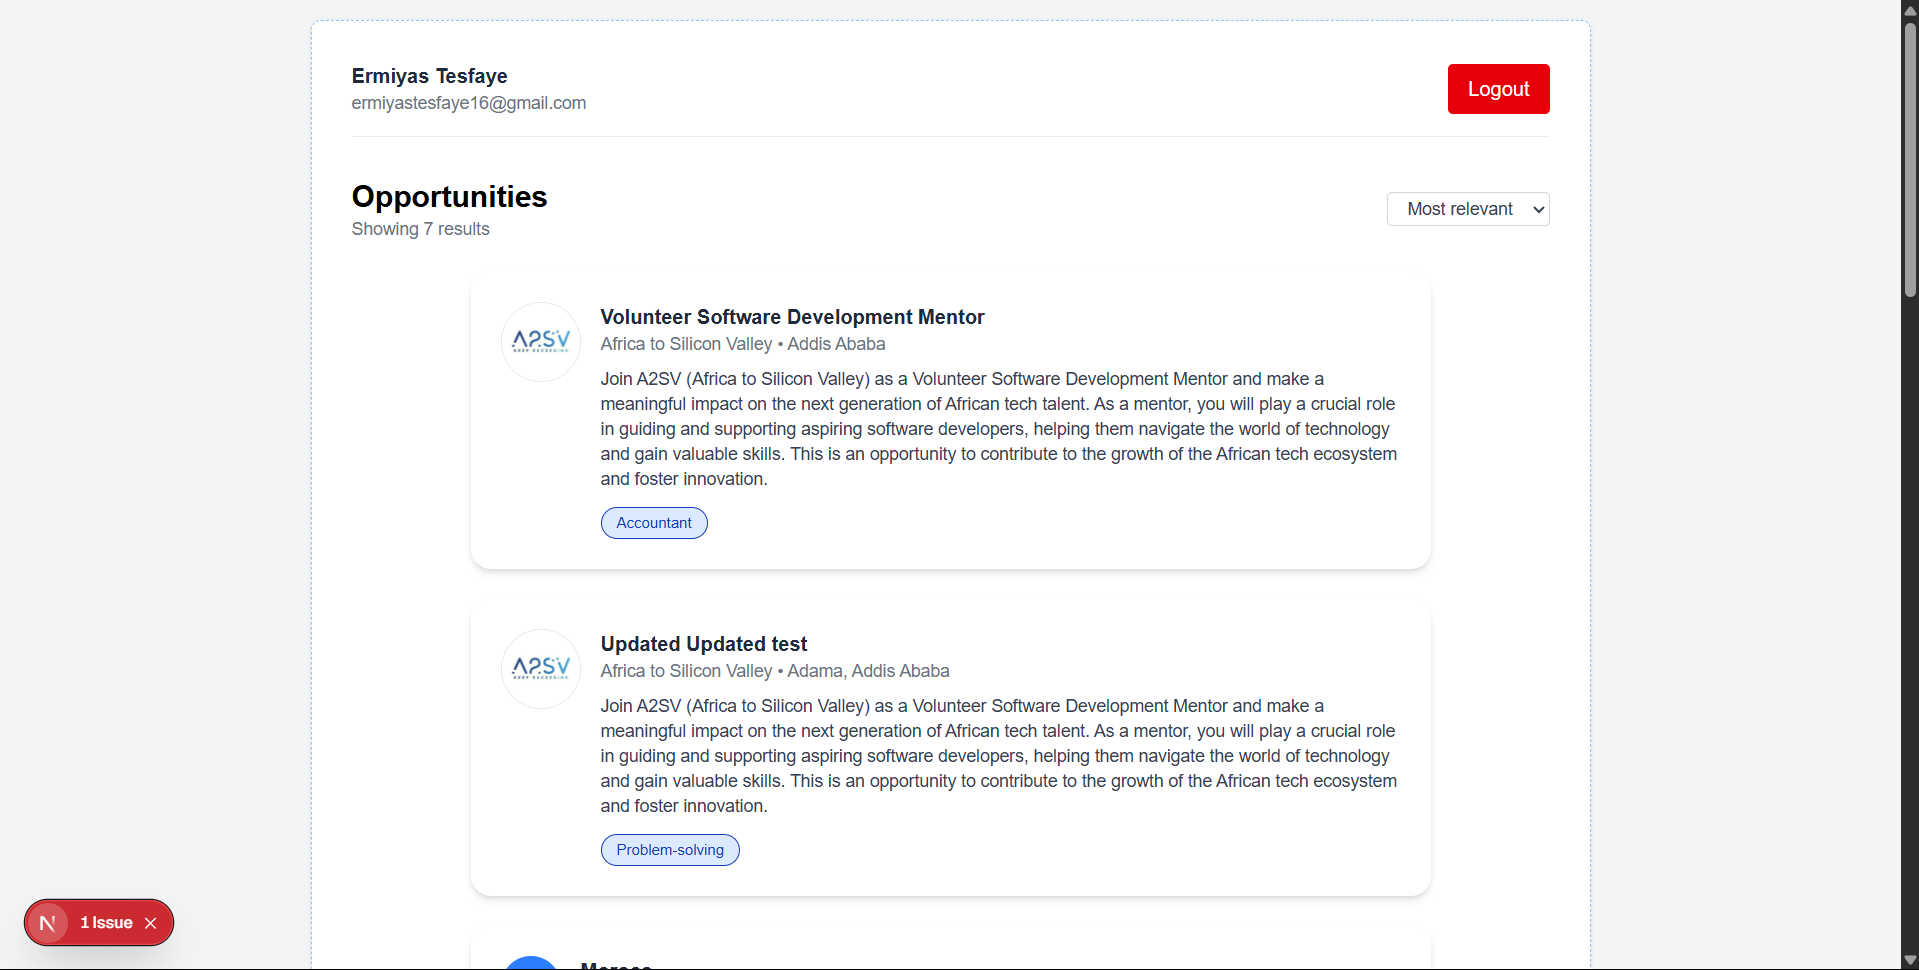 Ermiyas Tesfaye
ermiyastesfaye16@gmail.com
Logout
Opportunities
Showing 7 results
Most relevant
A2SV
KEEP EXCEEDING
Volunteer Software Development Mentor
Africa to Silicon Valley • Addis Ababa
Join A2SV (Africa to Silicon Valley) as a Volunteer Software Development Mentor and make a
meaningful impact on the next generation of African tech talent. As a mentor, you will play a crucial role
in guiding and supporting aspiring software developers, helping them navigate the world of technology
and gain valuable skills. This is an opportunity to contribute to the growth of the African tech ecosystem
and foster innovation.
Accountant
A2SV
KEEP EXCEEDING
Updated Updated test
Africa to Silicon Valley • Adama, Addis Ababa
Join A2SV (Africa to Silicon Valley) as a Volunteer Software Development Mentor and make a
meaningful impact on the next generation of African tech talent. As a mentor, you will play a crucial role
in guiding and supporting aspiring software developers, helping them navigate the world of technology
and gain valuable skills. This is an opportunity to contribute to the growth of the African tech ecosystem
and foster innovation.
Problem-solving
N 1 Issue